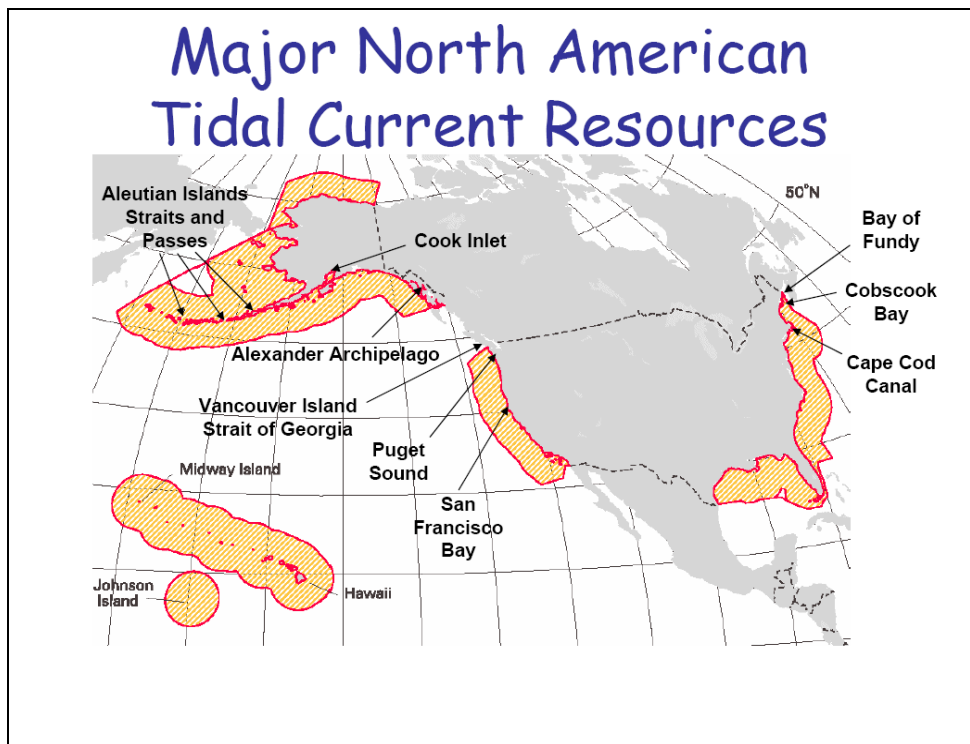 Major North American
Tidal Current Resources
Aleutian Islands
Straits and
Passes
Cook Inlet
50°N
Bay of
Fundy
Cobscook
Bay
Cape Cod
Canal
Alexander Archipelago
Vancouver Island
Strait of Georgia
Puget
Sound
San
Francisco
Bay
Midway Island
Johnson
Island
Hawaii